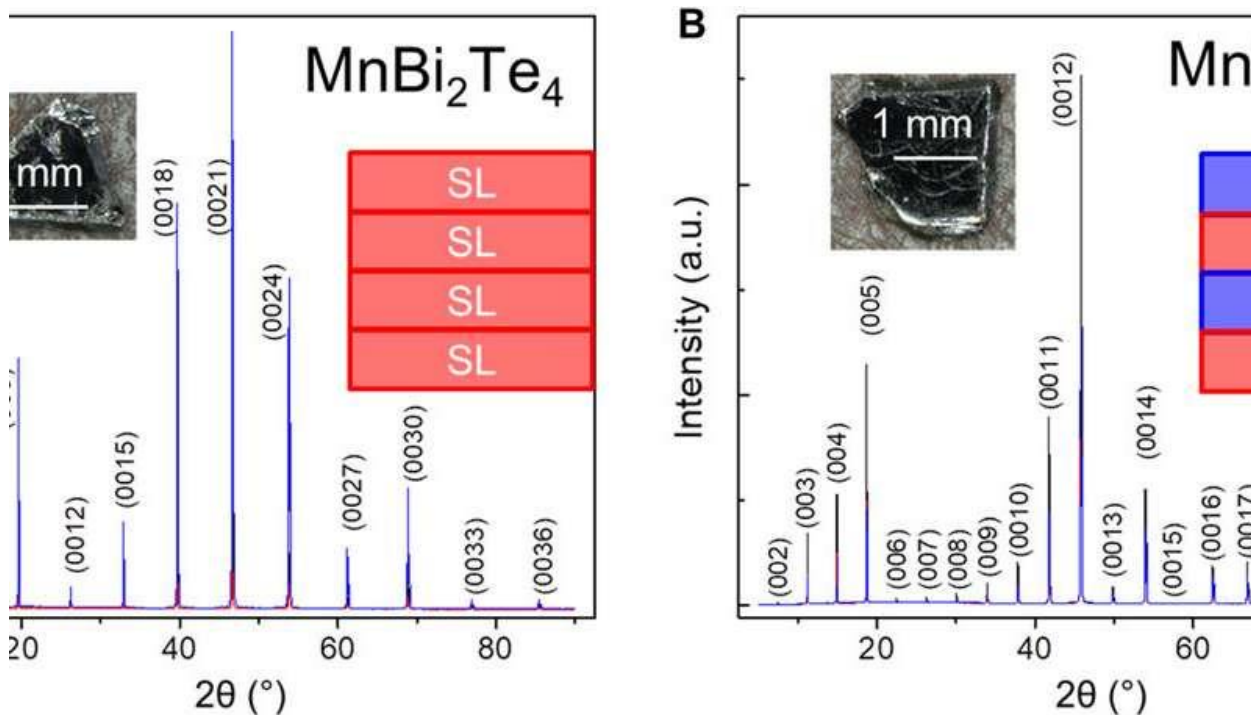 MnBi₂Te₄
mm
SL
SL
SL
SL
(0012)
(0015)
(0018)
(0021)
(0024)
(0027)
(0030)
(0033)
(0036)
20
40
60
80
2θ (°)
B
Mn
1 mm
Intensity (a.u.)
(002)
(003)
(004)
(005)
(006)
(007)
(008)
(009)
(0010)
(0011)
(0012)
(0013)
(0014)
(0015)
(0016)
(0017)
20
40
60
2θ (°)